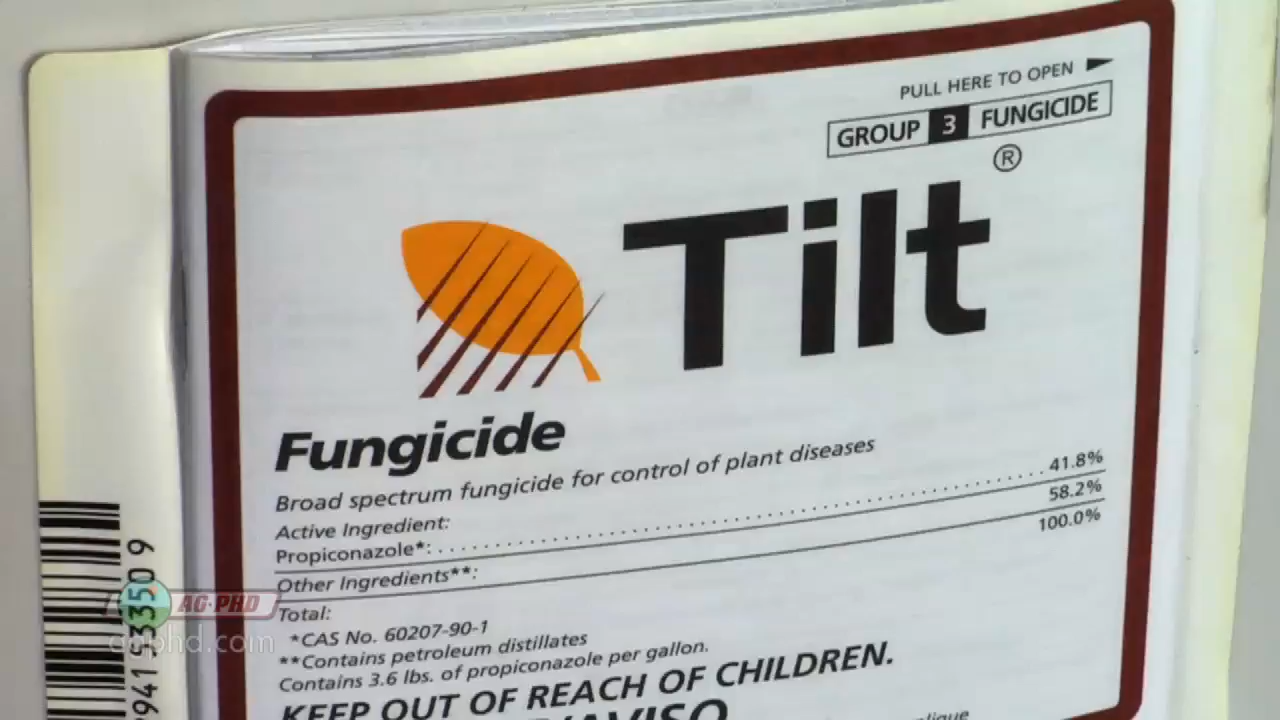 PULL HERE TO OPEN
GROUP 3 FUNGICIDE
Tilt®
Fungicide
Broad spectrum fungicide for control of plant diseases
Active Ingredient:
Propiconazole*: 41.8%
Other Ingredients**: 58.2%
Total: 100.0%
*CAS No. 60207-90-1
**Contains petroleum distillates
Contains 3.6 lbs. of propiconazole per gallon.
KEEP OUT OF REACH OF CHILDREN.
AVISO
AG PHD
agphd.com